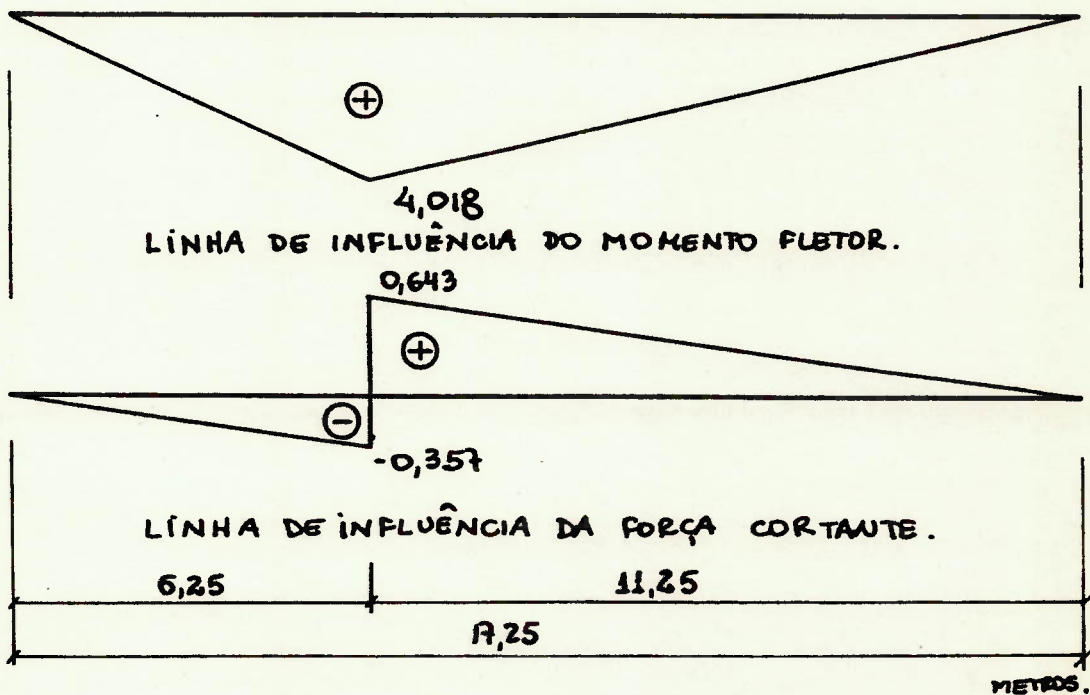 +
4,018
LINHA DE INFLUÊNCIA DO MOMENTO FLETOR.
0,643
+
-
-0,357
LINHA DE INFLUÊNCIA DA FORÇA CORTANTE.
6,25 11,25
17,25
METROS.